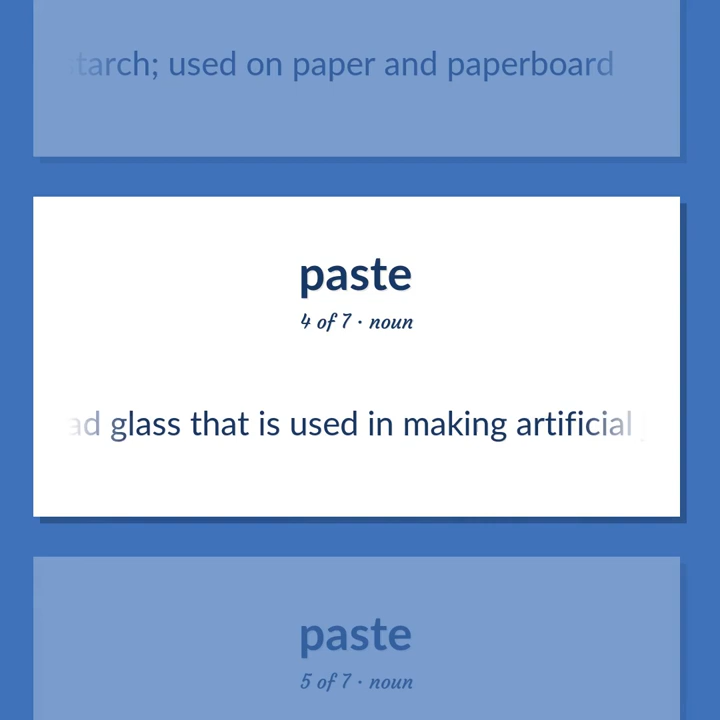 starch; used on paper and paperboard
paste
4 of 7 · noun
glass that is used in making artificial
paste
5 of 7 · noun